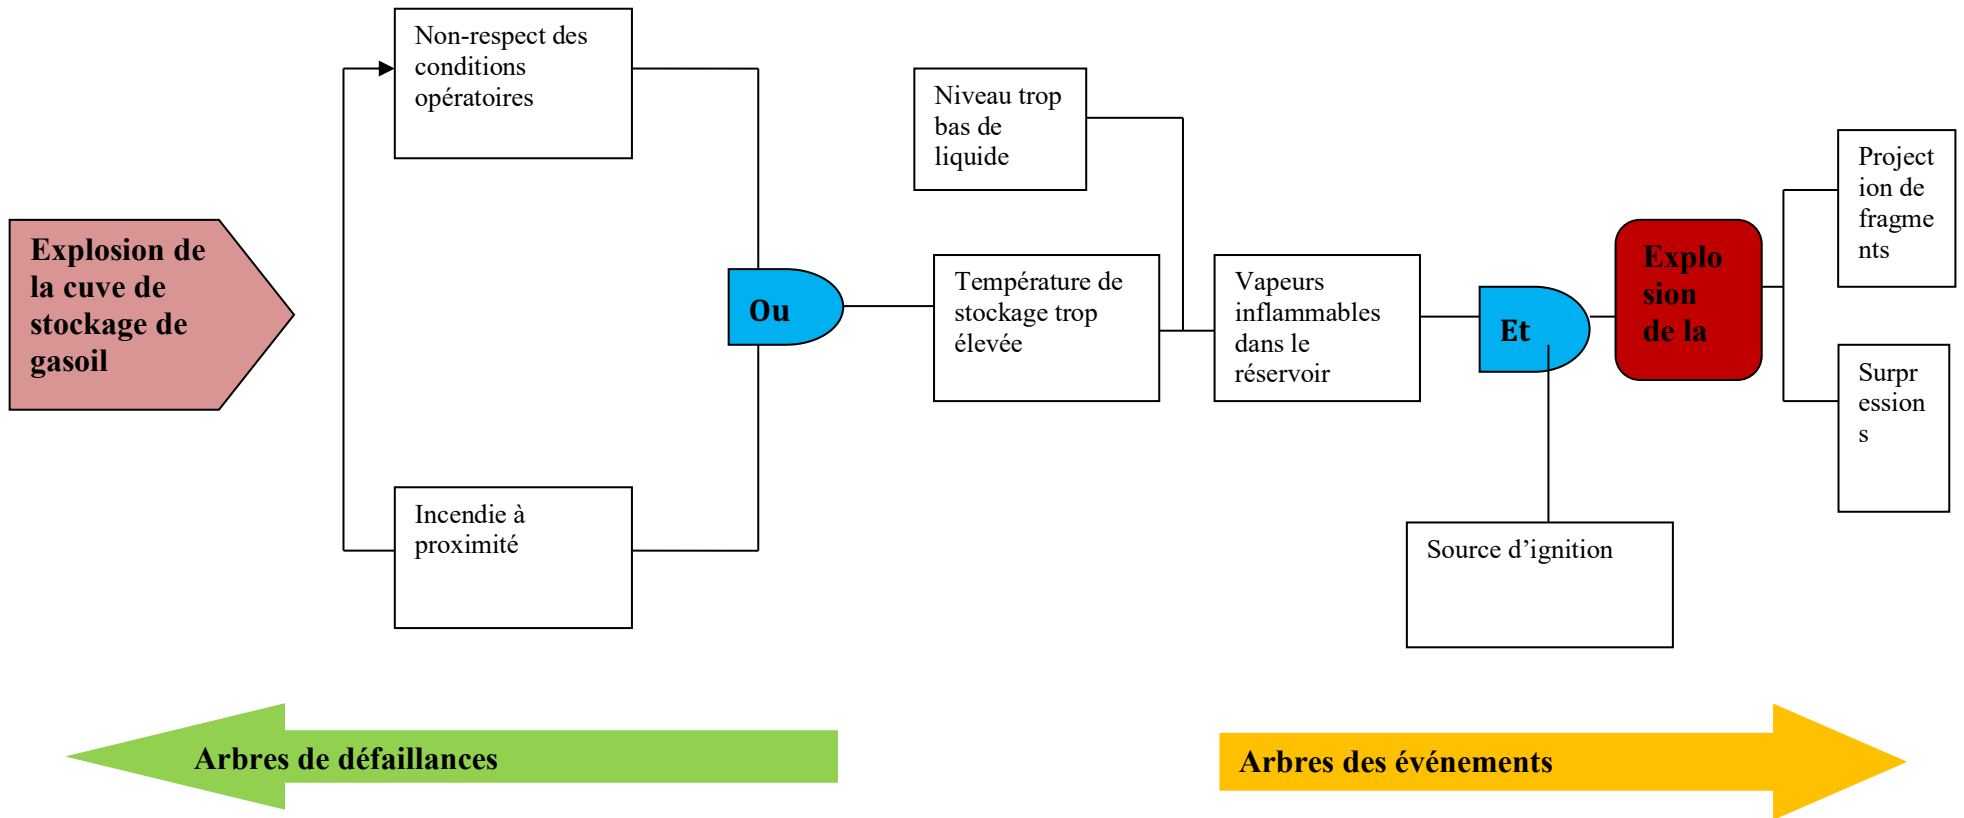 Explosion de
la cuve de
stockage de
gasoil
Non-respect des
conditions
opératoires
Incendie à
proximité
Ou
Niveau trop
bas de
liquide
Température de
stockage trop
élevée
Vapeurs
inflammables
dans le
réservoir
Et
Source d’ignition
Explo
sion
de la
Project
ion de
fragme
nts
Surpr
ession
s
Arbres de défaillances
Arbres des événements